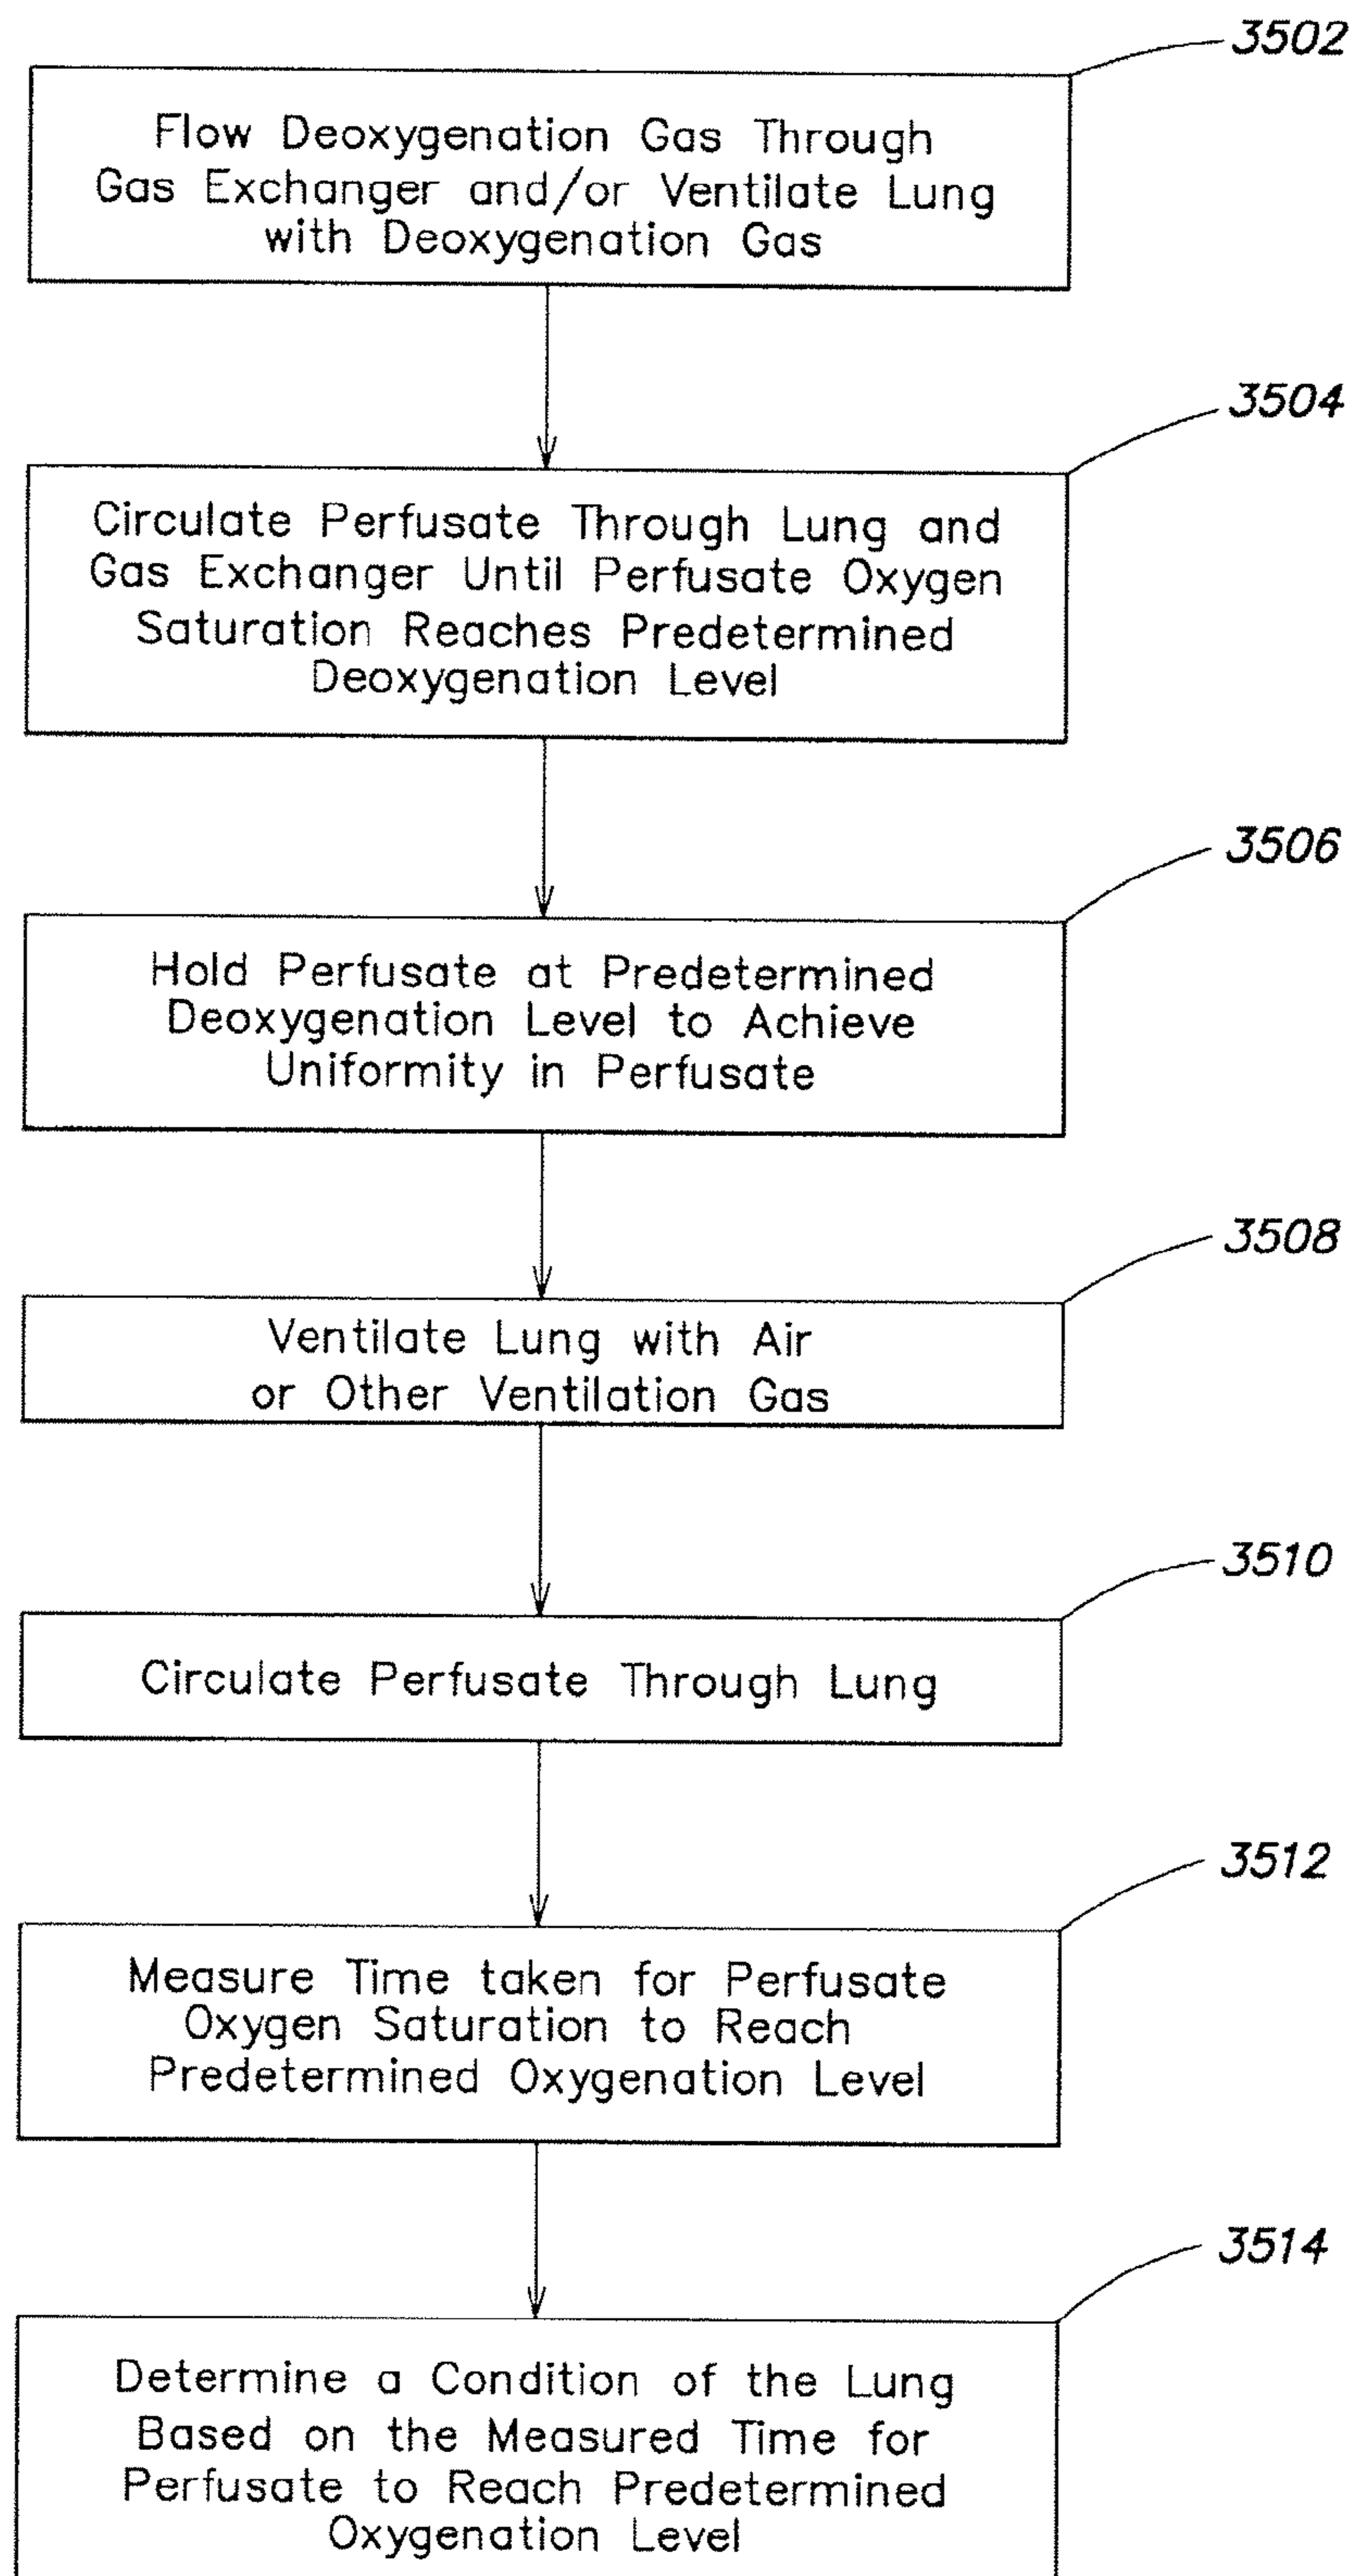 3502
Flow Deoxygenation Gas Through
Gas Exchanger and/or Ventilate Lung
with Deoxygenation Gas
3504
Circulate Perfusate Through Lung and
Gas Exchanger Until Perfusate Oxygen
Saturation Reaches Predetermined
Deoxygenation Level
3506
Hold Perfusate at Predetermined
Deoxygenation Level to Achieve
Uniformity in Perfusate
3508
Ventilate Lung with Air
or Other Ventilation Gas
3510
Circulate Perfusate Through Lung
3512
Measure Time taken for Perfusate
Oxygen Saturation to Reach
Predetermined Oxygenation Level
3514
Determine a Condition of the Lung
Based on the Measured Time for
Perfusate to Reach Predetermined
Oxygenation Level